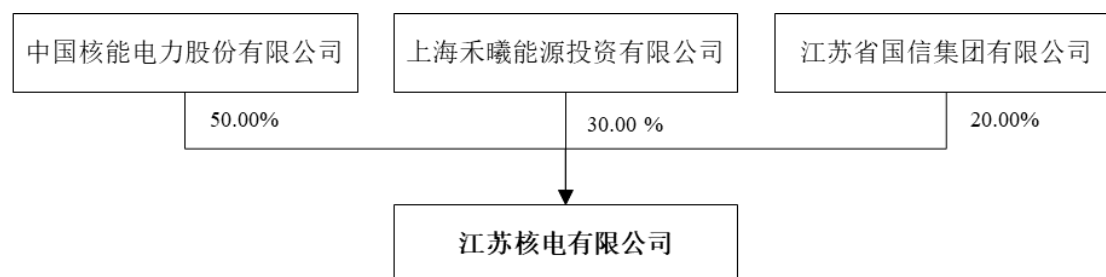 中国核能电力股份有限公司
上海禾曦能源投资有限公司
江苏省国信集团有限公司
50.00%
30.00 %
20.00%
江苏核电有限公司